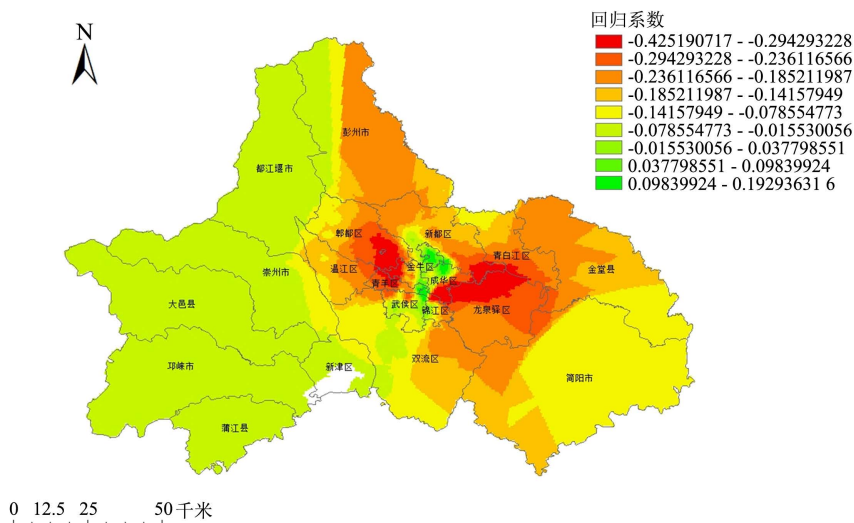 N
回归系数
-0.425190717 - -0.294293228
-0.294293228 - -0.236116566
-0.236116566 - -0.185211987
-0.185211987 - -0.14157949
-0.14157949 - -0.078554773
-0.078554773 - -0.015530056
-0.015530056 - 0.037798551
0.037798551 - 0.09839924
0.09839924 - 0.19293631 6
彭州市
都江堰市
郫都区
新都区
青白江区
温江区
金牛区
金堂县
崇州市
青羊区
成华区
大邑县
武侯区
锦江区
龙泉驿区
双流区
邛崃市
新津区
简阳市
蒲江县
0 12.5 25 50 千米